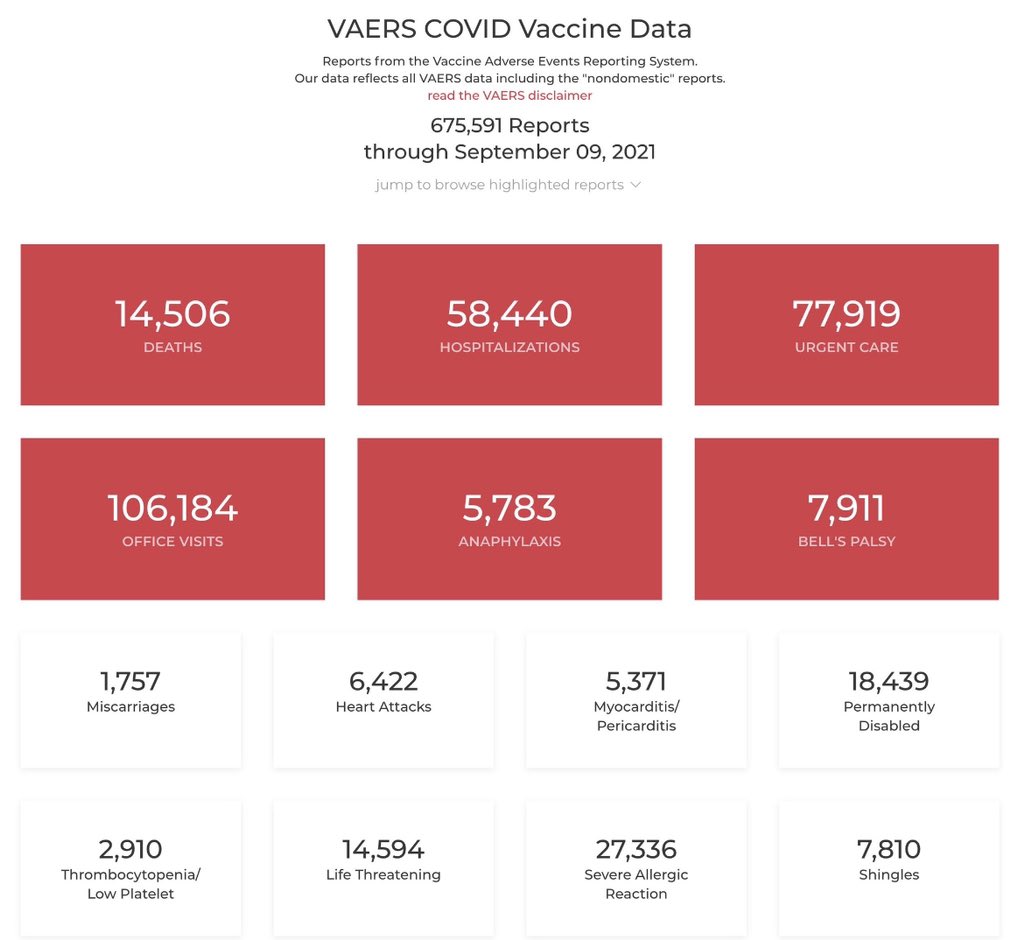 VAERS COVID Vaccine Data
Reports from the Vaccine Adverse Events Reporting System.
Our data reflects all VAERS data including the "nondomestic" reports.
read the VAERS disclaimer
675,591 Reports
through September 09, 2021
jump to browse highlighted reports
14,506
DEATHS
58,440
HOSPITALIZATIONS
77,919
URGENT CARE
106,184
OFFICE VISITS
5,783
ANAPHYLAXIS
7,911
BELL'S PALSY
1,757
Miscarriages
6,422
Heart Attacks
5,371
Myocarditis/
Pericarditis
18,439
Permanently
Disabled
2,910
Thrombocytopenia/
Low Platelet
14,594
Life Threatening
27,336
Severe Allergic
Reaction
7,810
Shingles